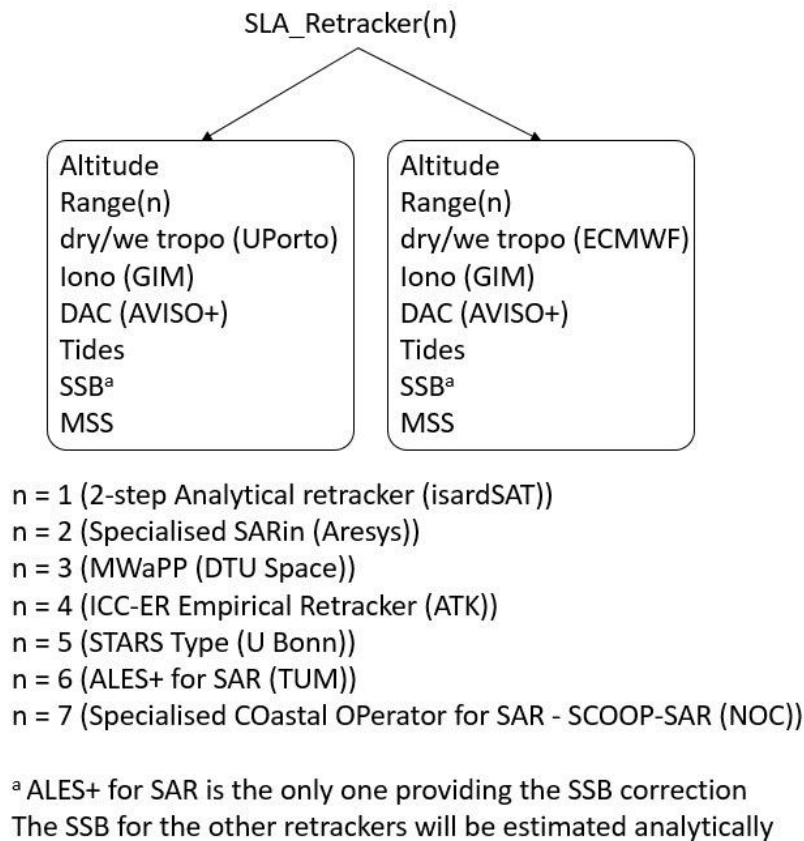 SLA_Retracker(n)
Altitude
Range(n)
dry/we tropo (UPorto)
Iono (GIM)
DAC (AVISO+)
Tides
SSBᵃ
MSS
Altitude
Range(n)
dry/we tropo (ECMWF)
Iono (GIM)
DAC (AVISO+)
Tides
SSBᵃ
MSS
n = 1 (2-step Analytical retracker (isardSAT))
n = 2 (Specialised SARin (Aresys))
n = 3 (MWaPP (DTU Space))
n = 4 (ICC-ER Empirical Retracker (ATK))
n = 5 (STARS Type (U Bonn))
n = 6 (ALES+ for SAR (TUM))
n = 7 (Specialised COastal OPerator for SAR - SCOOP-SAR (NOC))
ᵃ ALES+ for SAR is the only one providing the SSB correction
The SSB for the other retrackers will be estimated analytically